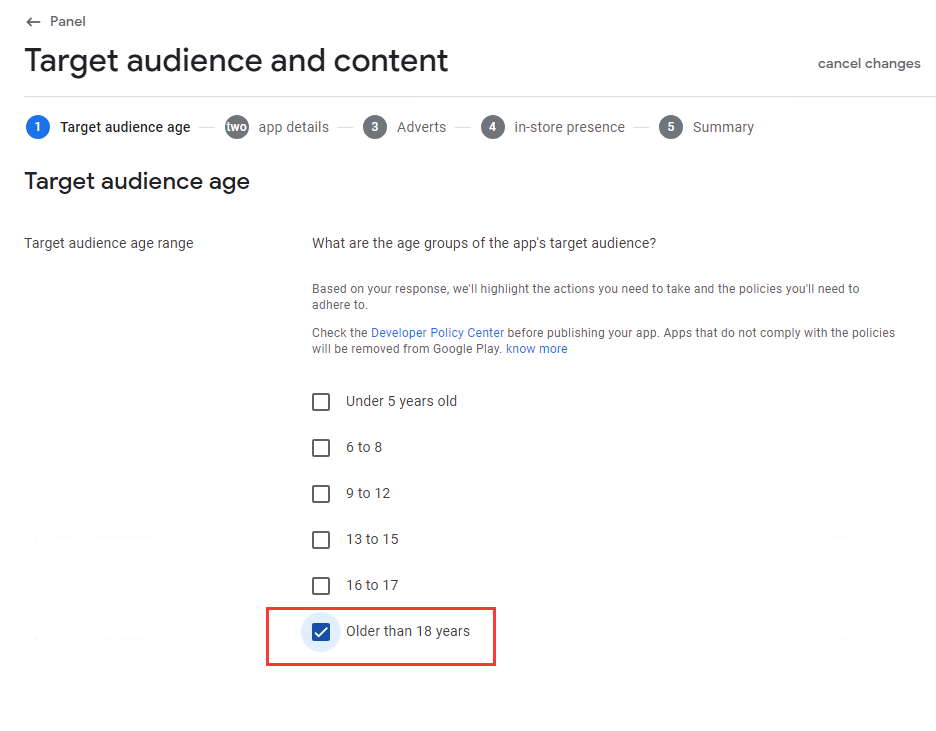 Panel
Target audience and content
cancel changes
1 Target audience age two app details 3 Adverts 4 in-store presence 5 Summary
Target audience age
Target audience age range
What are the age groups of the app's target audience?
Based on your response, we'll highlight the actions you need to take and the policies you'll need to
adhere to.
Check the Developer Policy Center before publishing your app. Apps that do not comply with the policies
will be removed from Google Play. know more
Under 5 years old
6 to 8
9 to 12
13 to 15
16 to 17
Older than 18 years